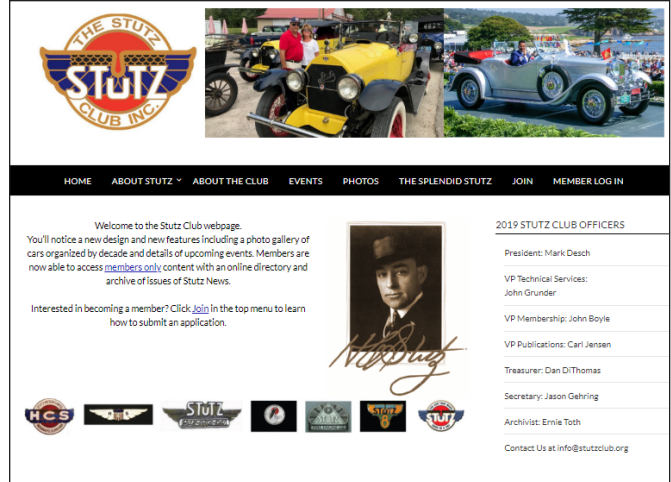 THE STUTZ
STUTZ
CLUB INC.
HOME ABOUT STUTZ ABOUT THE CLUB EVENTS PHOTOS THE SPLENDID STUTZ JOIN MEMBER LOG IN
Welcome to the Stutz Club webpage.
You'll notice a new design and new features including a photo gallery of
cars organized by decade and details of upcoming events. Members are
now able to access members only content with an online directory and
archive of issues of Stutz News.
Interested in becoming a member? Click Join in the top menu to learn
how to submit an application.
2019 STUTZ CLUB OFFICERS
President: Mark Desch
VP Technical Services:
John Grunder
VP Membership: John Boyle
VP Publications: Carl Jensen
Treasurer: Dan DiThomas
Secretary: Jason Gehring
Archivist: Ernie Toth
Contact Us at info@stutzclub.org
HCS
STUTZ
STUTZ
STUTZ
8
STUTZ